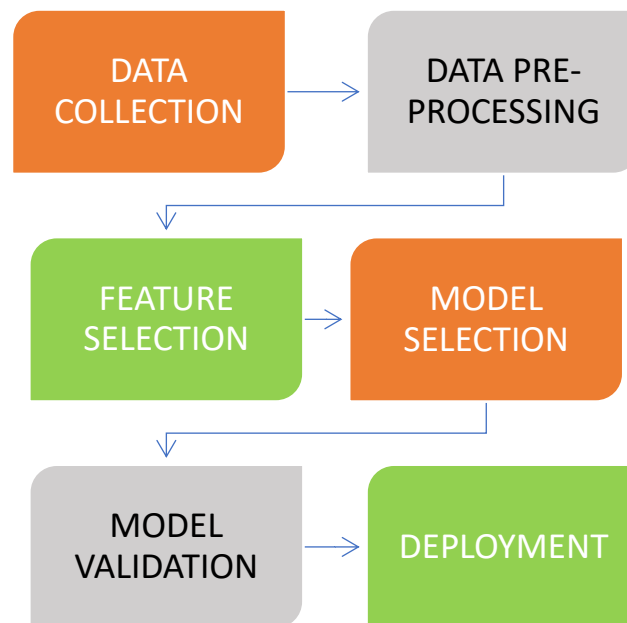 DATA
COLLECTION
DATA PRE-
PROCESSING
FEATURE
SELECTION
MODEL
SELECTION
MODEL
VALIDATION
DEPLOYMENT